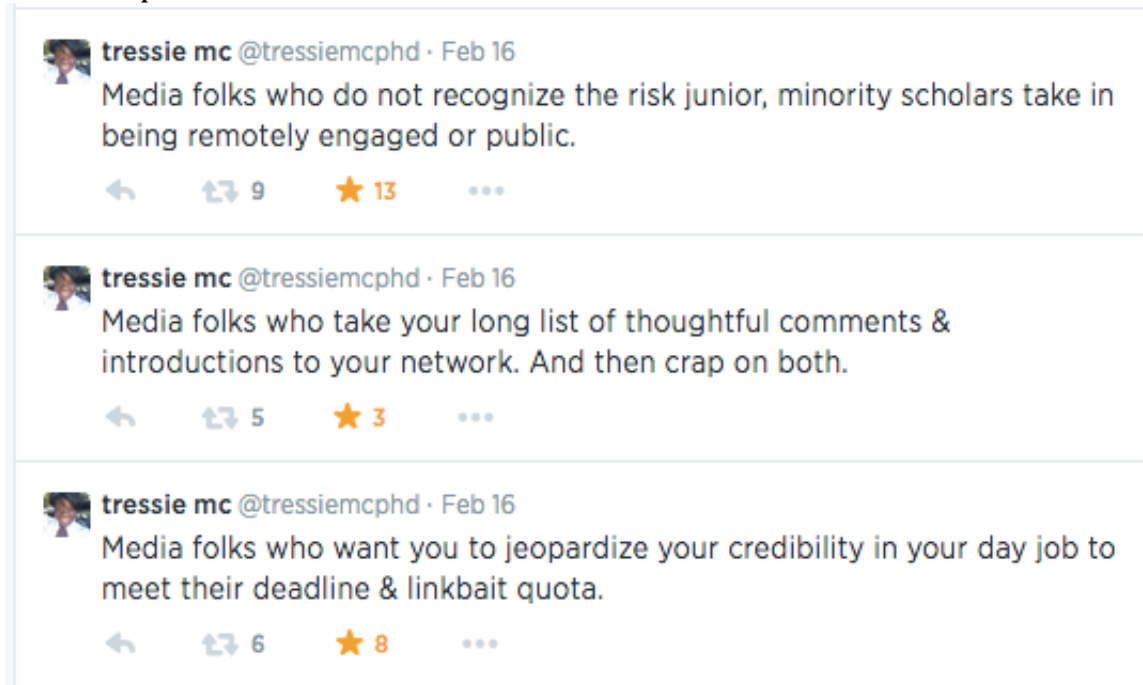 tressie mc @tressiemcphd · Feb 16
Media folks who do not recognize the risk junior, minority scholars take in
being remotely engaged or public.
9 13
tressie mc @tressiemcphd · Feb 16
Media folks who take your long list of thoughtful comments &
introductions to your network. And then crap on both.
5 3
tressie mc @tressiemcphd · Feb 16
Media folks who want you to jeopardize your credibility in your day job to
meet their deadline & linkbait quota.
6 8